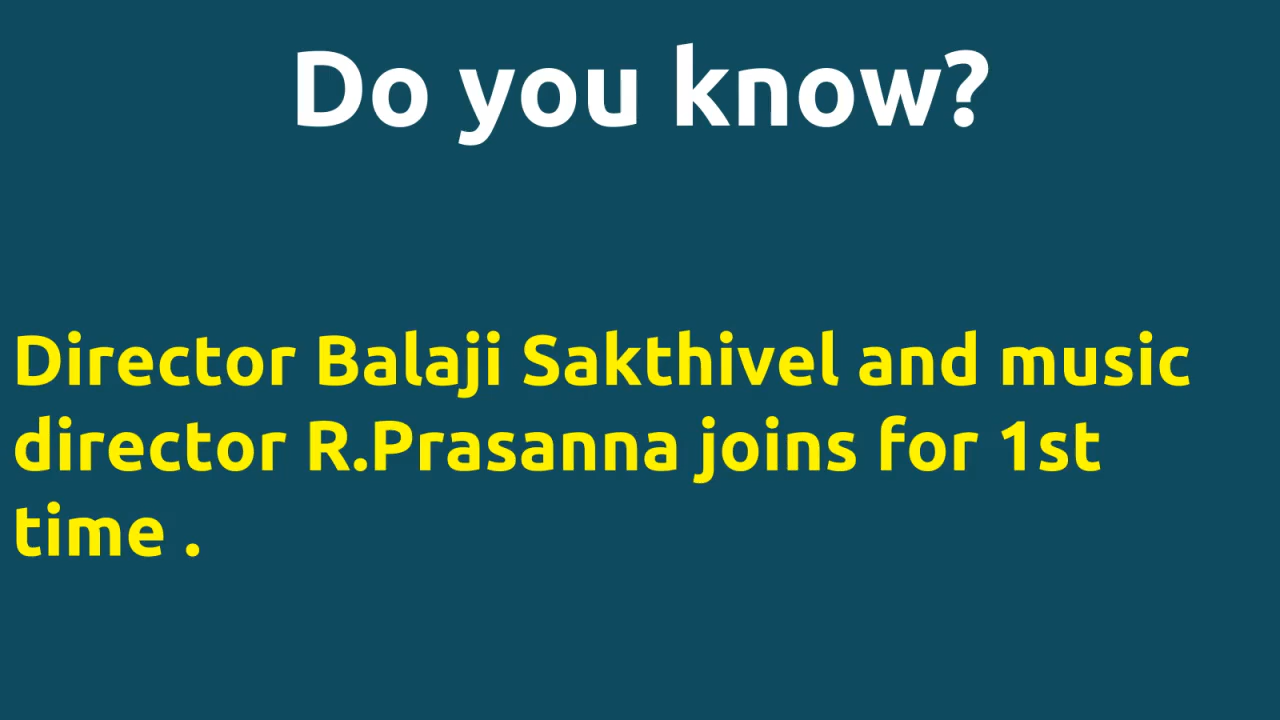 Do you know?
Director Balaji Sakthivel and music
director R.Prasanna joins for 1st
time .